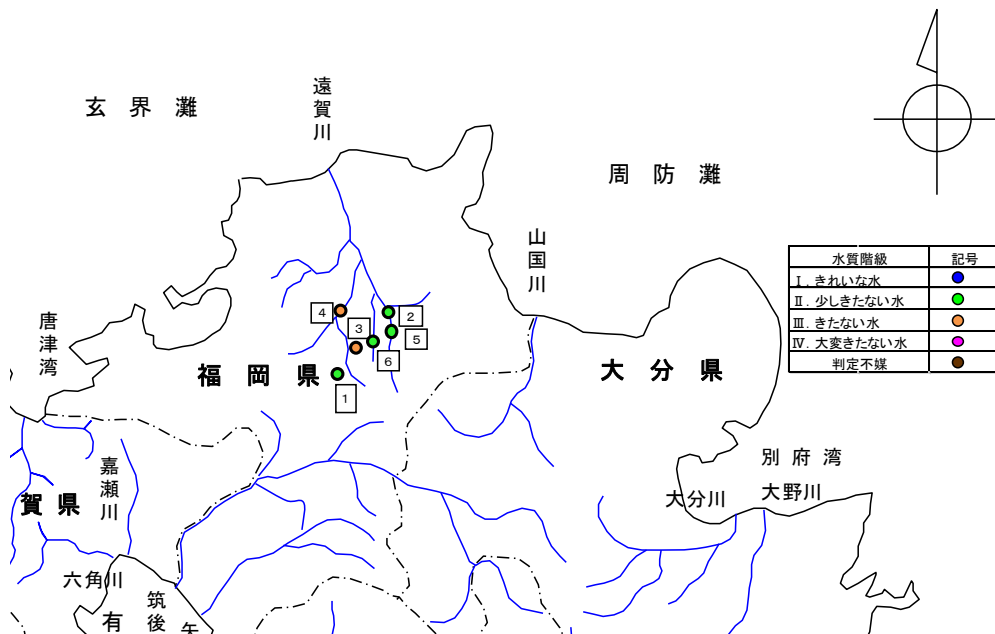 玄界灘
遠賀川
周防灘
山国川
水質階級 記号
Ⅰ. きれいな水
Ⅱ. 少しきたない水
Ⅲ. きたない水
Ⅳ. 大変きたない水
判定不媒
唐津湾
4
3
2
5
6
1
福岡県
大分県
別府湾
大分川
大野川
嘉瀬川
賀県
六角川
筑後
有